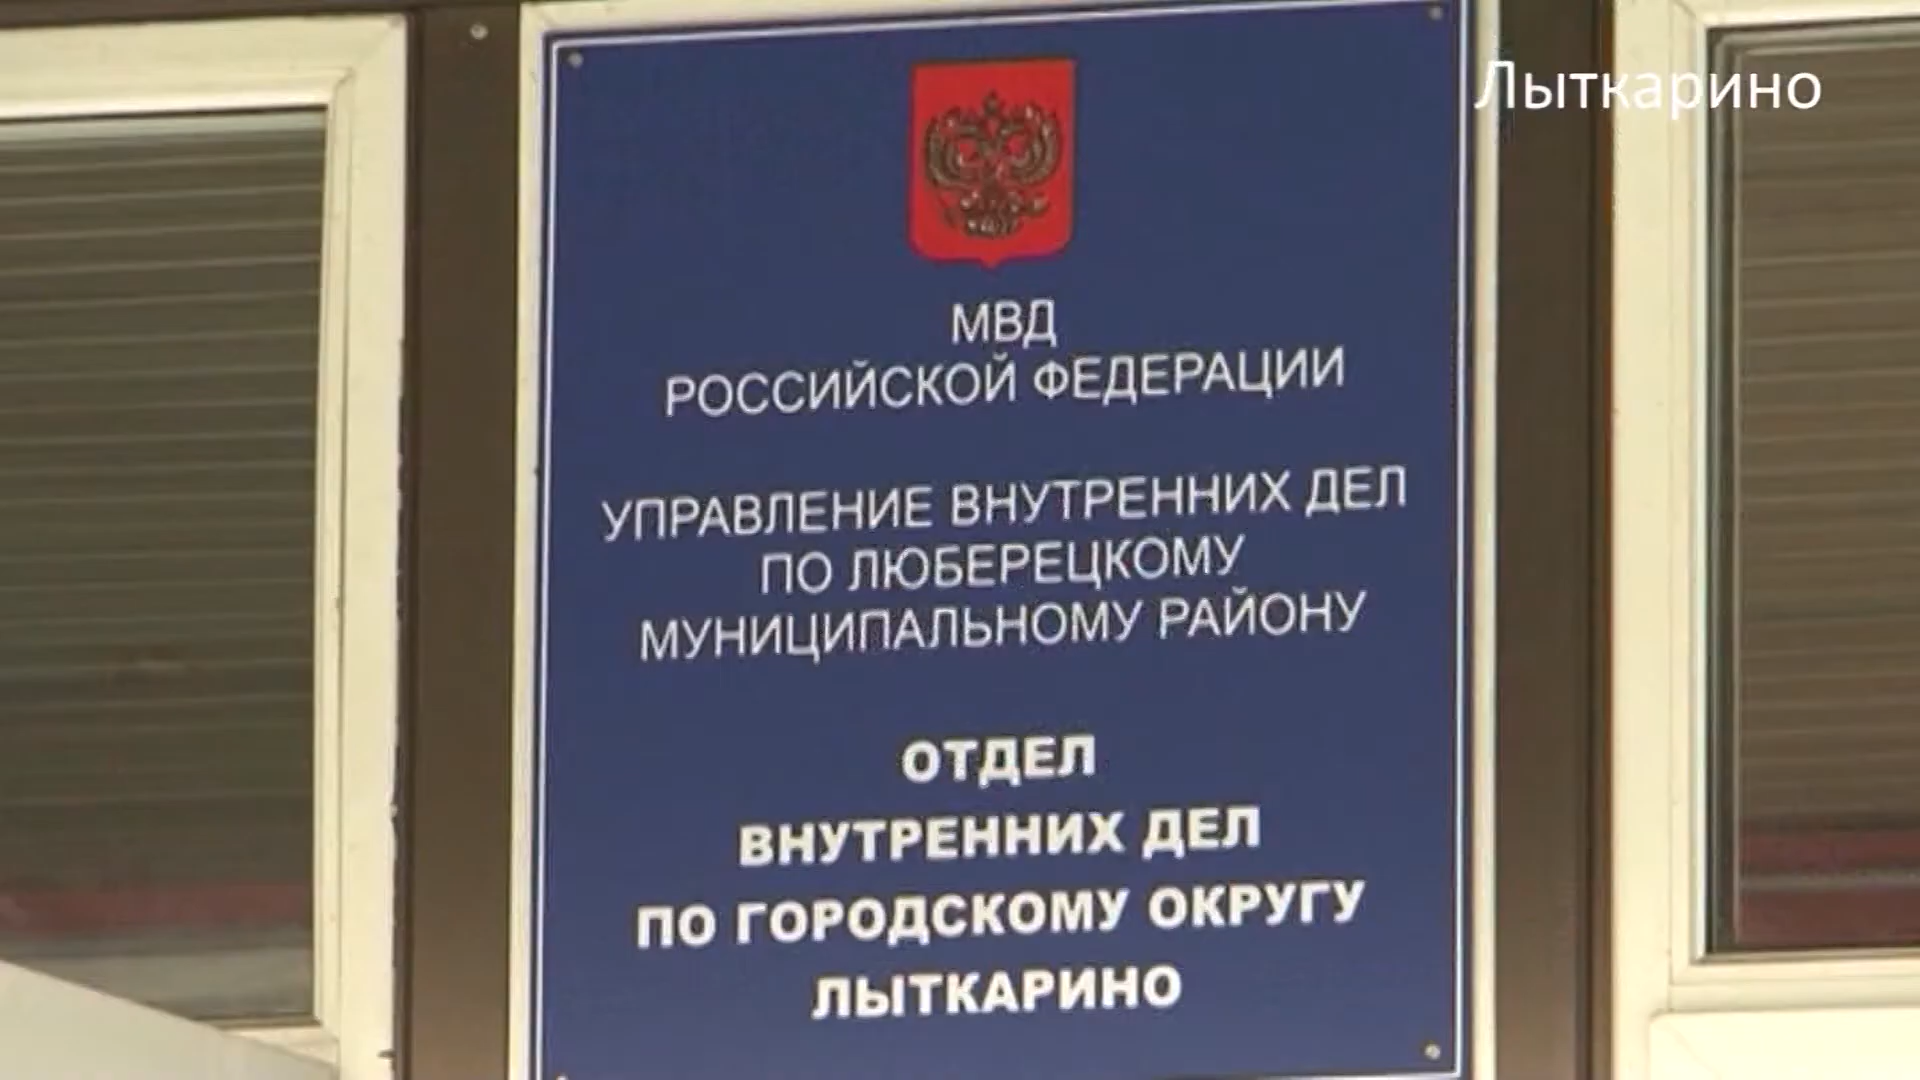 Лыткарино
МВД
РОССИЙСКОЙ ФЕДЕРАЦИИ
УПРАВЛЕНИЕ ВНУТРЕННИХ ДЕЛ
ПО ЛЮБЕРЕЦКОМУ
МУНИЦИПАЛЬНОМУ РАЙОНУ
ОТДЕЛ
ВНУТРЕННИХ ДЕЛ
ПО ГОРОДСКОМУ ОКРУГУ
ЛЫТКАРИНО